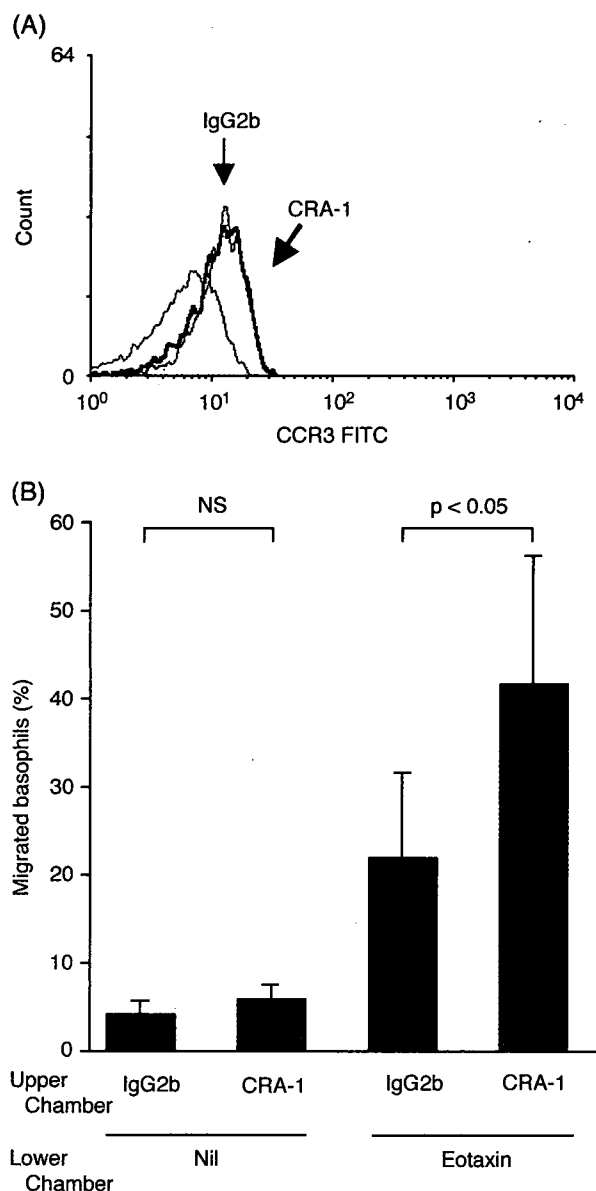 (A)
64
IgG2b
CRA-1
Count
0
10⁰ 10¹ 10² 10³ 10⁴
CCR3 FITC
(B)
NS
p < 0.05
60
50
40
30
20
10
0
Migrated basophils (%)
Upper Chamber
IgG2b CRA-1 IgG2b CRA-1
Lower Chamber
Nil Eotaxin